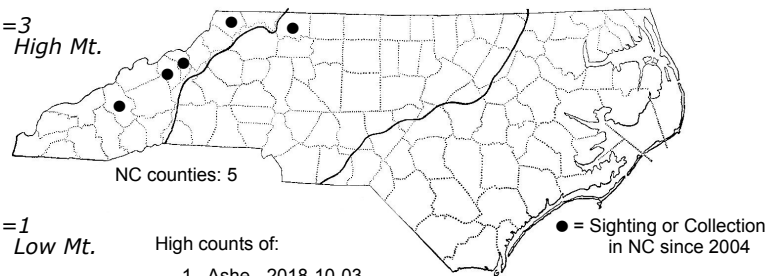 =3
High Mt.
NC counties: 5
● = Sighting or Collection
in NC since 2004
=1
Low Mt.
High counts of:
1 - Ashe - 2018-10-03